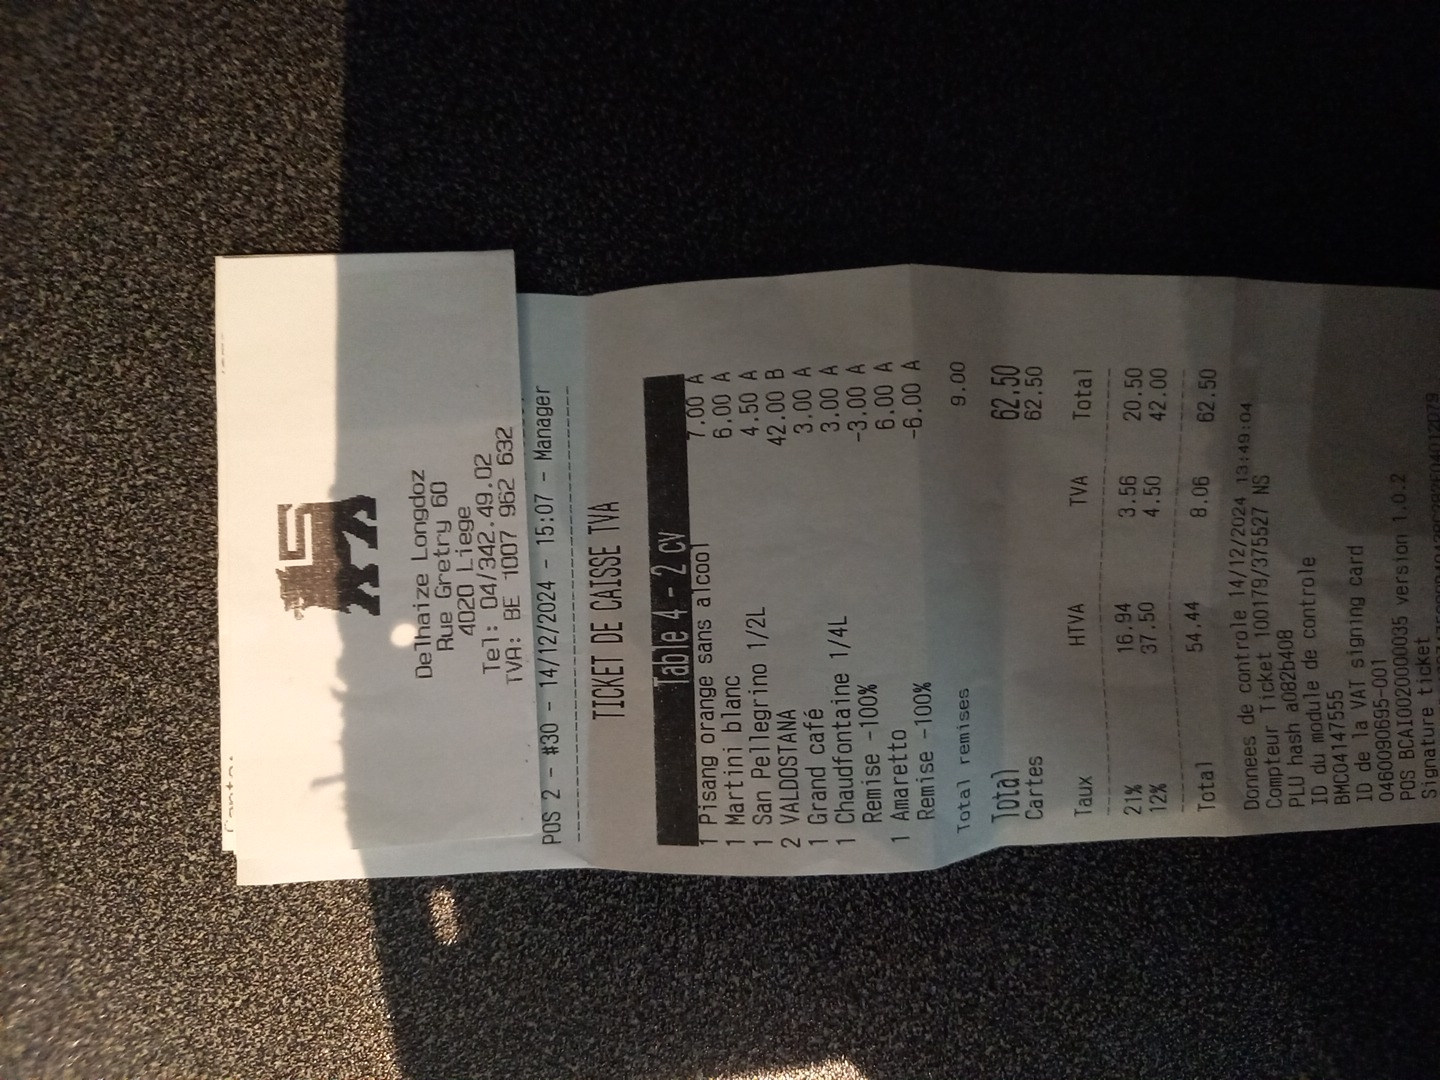 Delhaize Longdoz
Rue Gretry 60
4020 Liege
Tel: 04/342.49.02
TVA: BE 1007 962 632
POS 2 - #30 - 14/12/2024 - 15:07 - Manager
TICKET DE CAISSE TVA
Table 4 - 2 cv
1 Pisang orange sans alcool 7.00 A
1 Martini blanc 6.00 A
1 San Pellegrino 1/2L 4.50 A
2 VALDOSTANA 42.00 B
1 Grand café 3.00 A
1 Chaudfontaine 1/4L 3.00 A
Remise -100% -3.00 A
1 Amaretto 6.00 A
Remise -100% -6.00 A
Total remises 9.00
Total 62.50
Cartes 62.50
Taux HTVA TVA Total
21% 16.94 3.56 20.50
12% 37.50 4.50 42.00
Total 54.44 8.06 62.50
Donnees de controle 14/12/2024 13:49:04
Compteur Ticket 100179/375527 NS
PLU hash a082b408
ID du module de controle
BMC04147555
ID de la VAT signing card
0460090695-001
POS BCAI002000000035 version 1.0.2
Signature ticket